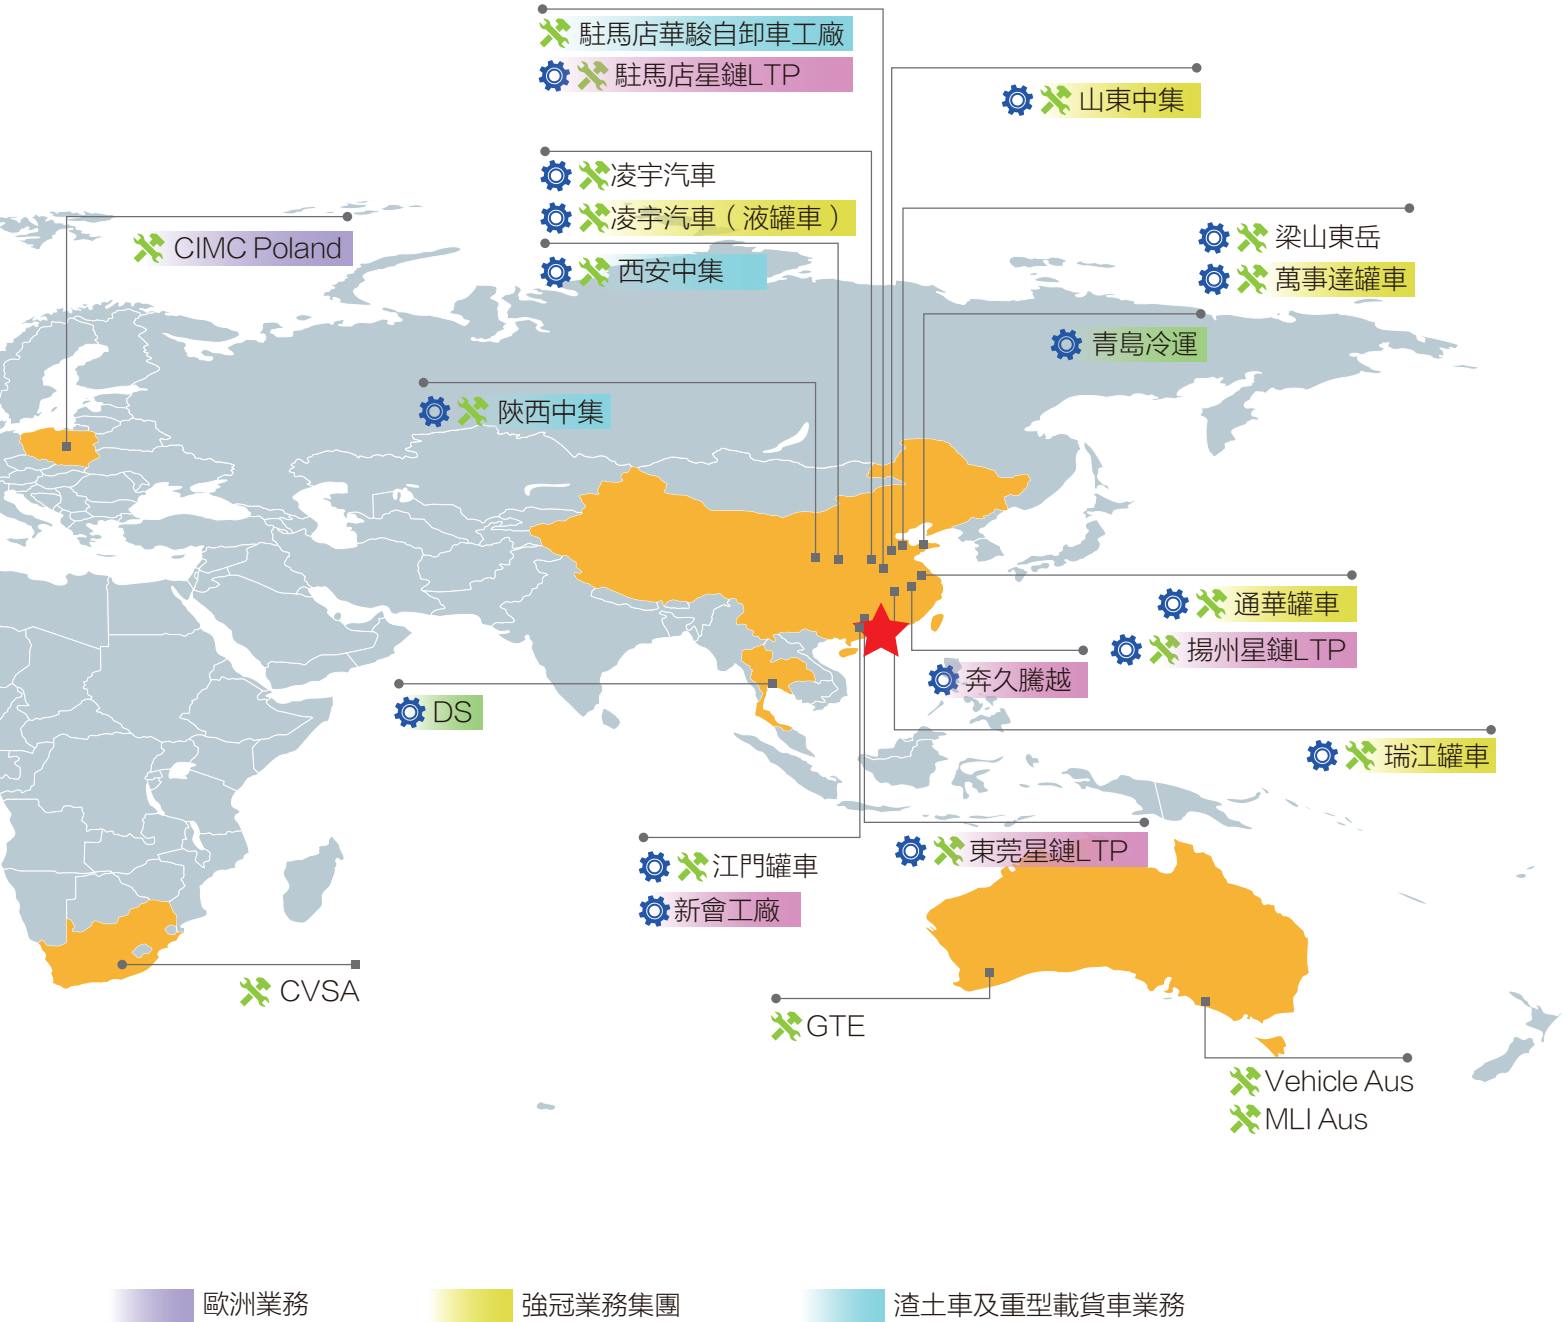 駐馬店華駿自卸車工廠
駐馬店星鏈LTP
山東中集
凌宇汽車
凌宇汽車（液罐車）
西安中集
梁山東岳
萬事達罐車
CIMC Poland
青島冷運
陝西中集
通華罐車
揚州星鏈LTP
奔久騰越
DS
瑞江罐車
江門罐車
新會工廠
東莞星鏈LTP
CVSA
GTE
Vehicle Aus
MLI Aus
歐洲業務
強冠業務集團
渣土車及重型載貨車業務